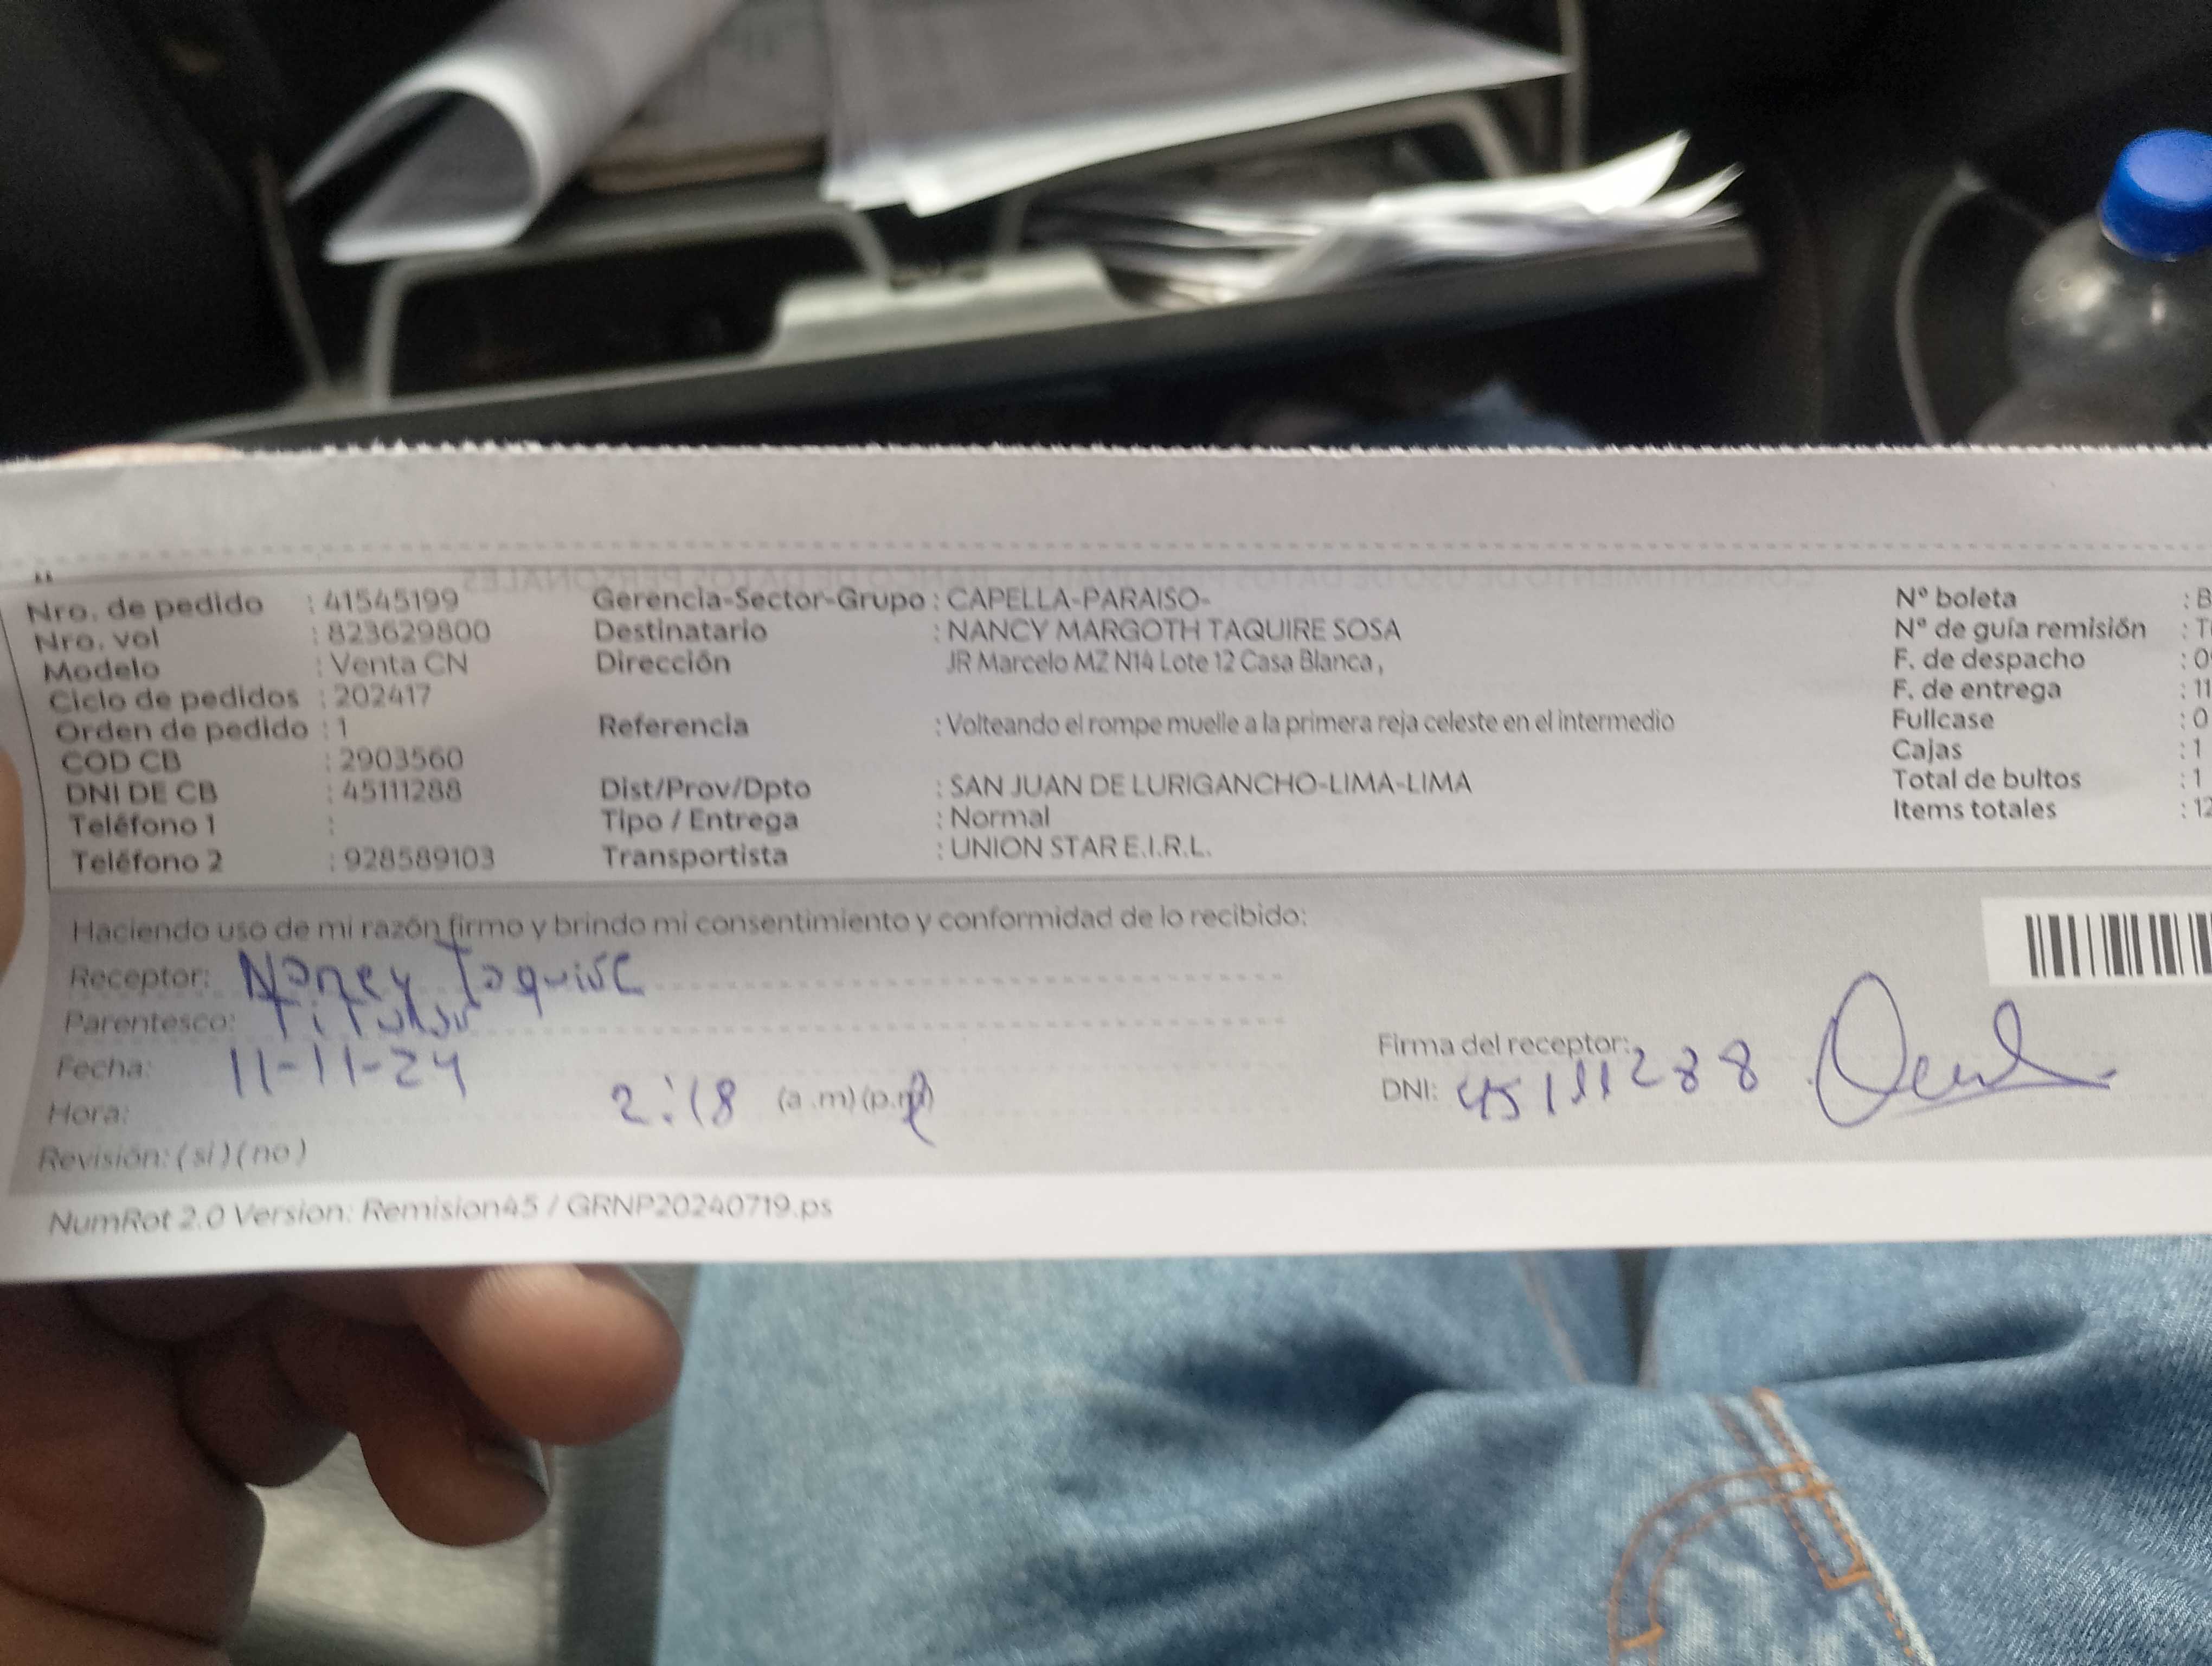 Nro. de pedido : 41545199 Gerencia-Sector-Grupo : CAPELLA-PARAISO- N° boleta : B
Nro. vol : 823629800 Destinatario : NANCY MARGOTH TAQUIRE SOSA N° de guía remisión : T
Modelo : Venta CN Dirección JR Marcelo MZ N14 Lote 12 Casa Blanca , F. de despacho : 0
Ciclo de pedidos : 202417 F. de entrega : 11
Orden de pedido : 1 Referencia : Volteando el rompe muelle a la primera reja celeste en el intermedio Fullcase : 0
COD CB : 2903560 Cajas : 1
DNI DE CB : 45111288 Dist/Prov/Dpto : SAN JUAN DE LURIGANCHO-LIMA-LIMA Total de bultos : 1
Teléfono 1 : Tipo / Entrega : Normal Items totales : 12
Teléfono 2 : 928589103 Transportista : UNION STAR E.I.R.L.
Haciendo uso de mi razón firmo y brindo mi consentimiento y conformidad de lo recibido:
Receptor: Nancy Taquire
Parentesco: Titular
Fecha: 11-11-24 Firma del receptor:
Hora: 2:18 (a.m) (p.m) DNI: 45111288
Revisión: ( si ) ( no )
NumRot 2.0 Version: Remision45 / GRNP20240719.ps